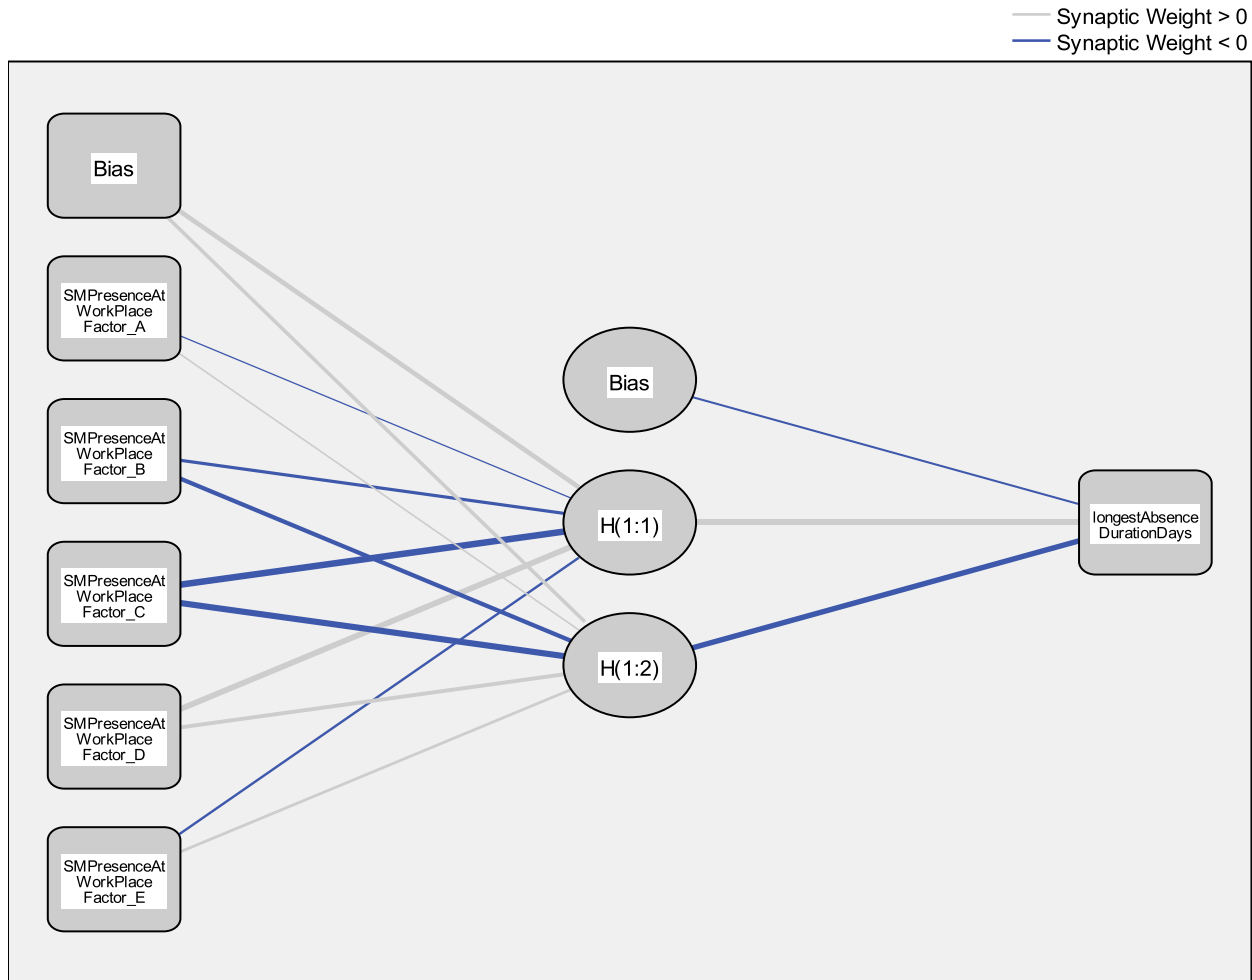 Synaptic Weight > 0
Synaptic Weight < 0
Bias
SMPresenceAt
WorkPlace
Factor_A
SMPresenceAt
WorkPlace
Factor_B
SMPresenceAt
WorkPlace
Factor_C
SMPresenceAt
WorkPlace
Factor_D
SMPresenceAt
WorkPlace
Factor_E
Bias
H(1:1)
H(1:2)
longestAbsence
DurationDays